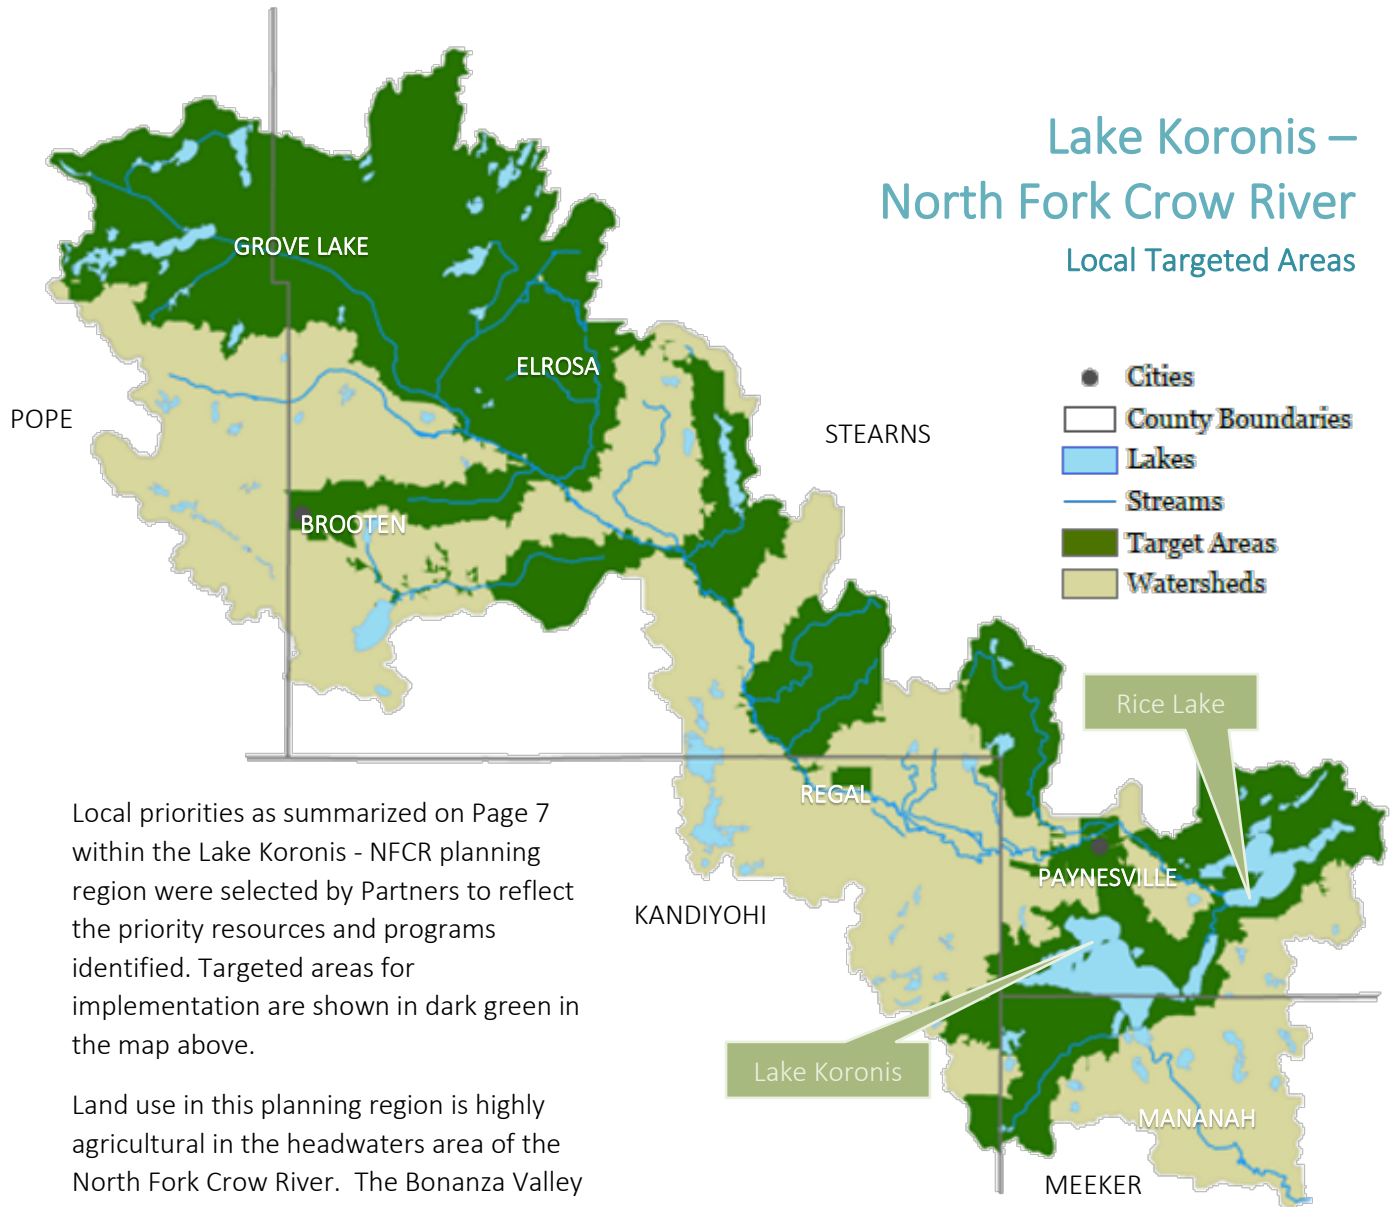 Lake Koronis –
North Fork Crow River
Local Targeted Areas
GROVE LAKE
ELROSA
POPE
STEARNS
BROOTEN
Cities
County Boundaries
Lakes
Streams
Target Areas
Watersheds
Rice Lake
REGAL
PAYNESVILLE
KANDIYOHI
Lake Koronis
MANANAH
MEEKER
Local priorities as summarized on Page 7
within the Lake Koronis - NFCR planning
region were selected by Partners to reflect
the priority resources and programs
identified. Targeted areas for
implementation are shown in dark green in
the map above.
Land use in this planning region is highly
agricultural in the headwaters area of the
North Fork Crow River.  The Bonanza Valley